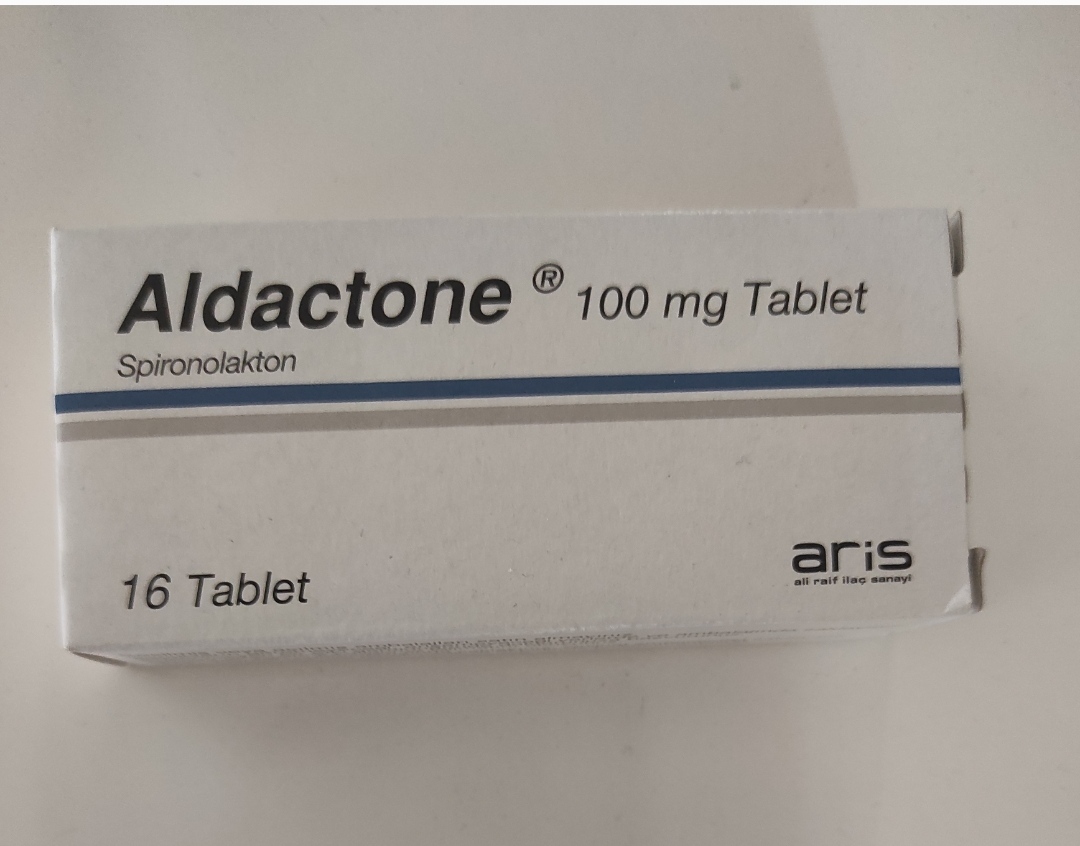 Aldactone ® 100 mg Tablet
Spironolakton
16 Tablet
aris
ali raif ilaç sanayi